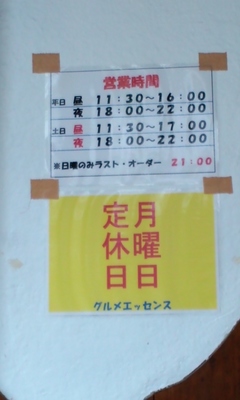 営業時間
平日 昼 11:30～16:00
夜 18:00～22:00
土日 昼 11:30～17:00
夜 18:00～22:00
※日曜のみラスト・オーダー 21:00
定休日
月曜日
グルメエッセンス